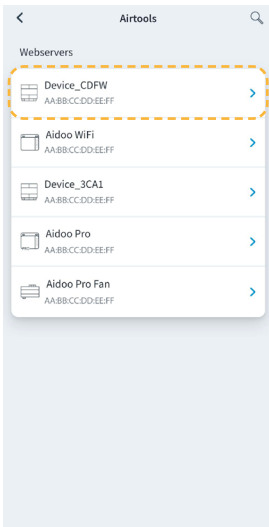 Airtools
Webservers
Device_CDFW
AA:BB:CC:DD:EE:FF
Aidoo WiFi
AA:BB:CC:DD:EE:FF
Device_3CA1
AA:BB:CC:DD:EE:FF
Aidoo Pro
AA:BB:CC:DD:EE:FF
Aidoo Pro Fan
AA:BB:CC:DD:EE:FF